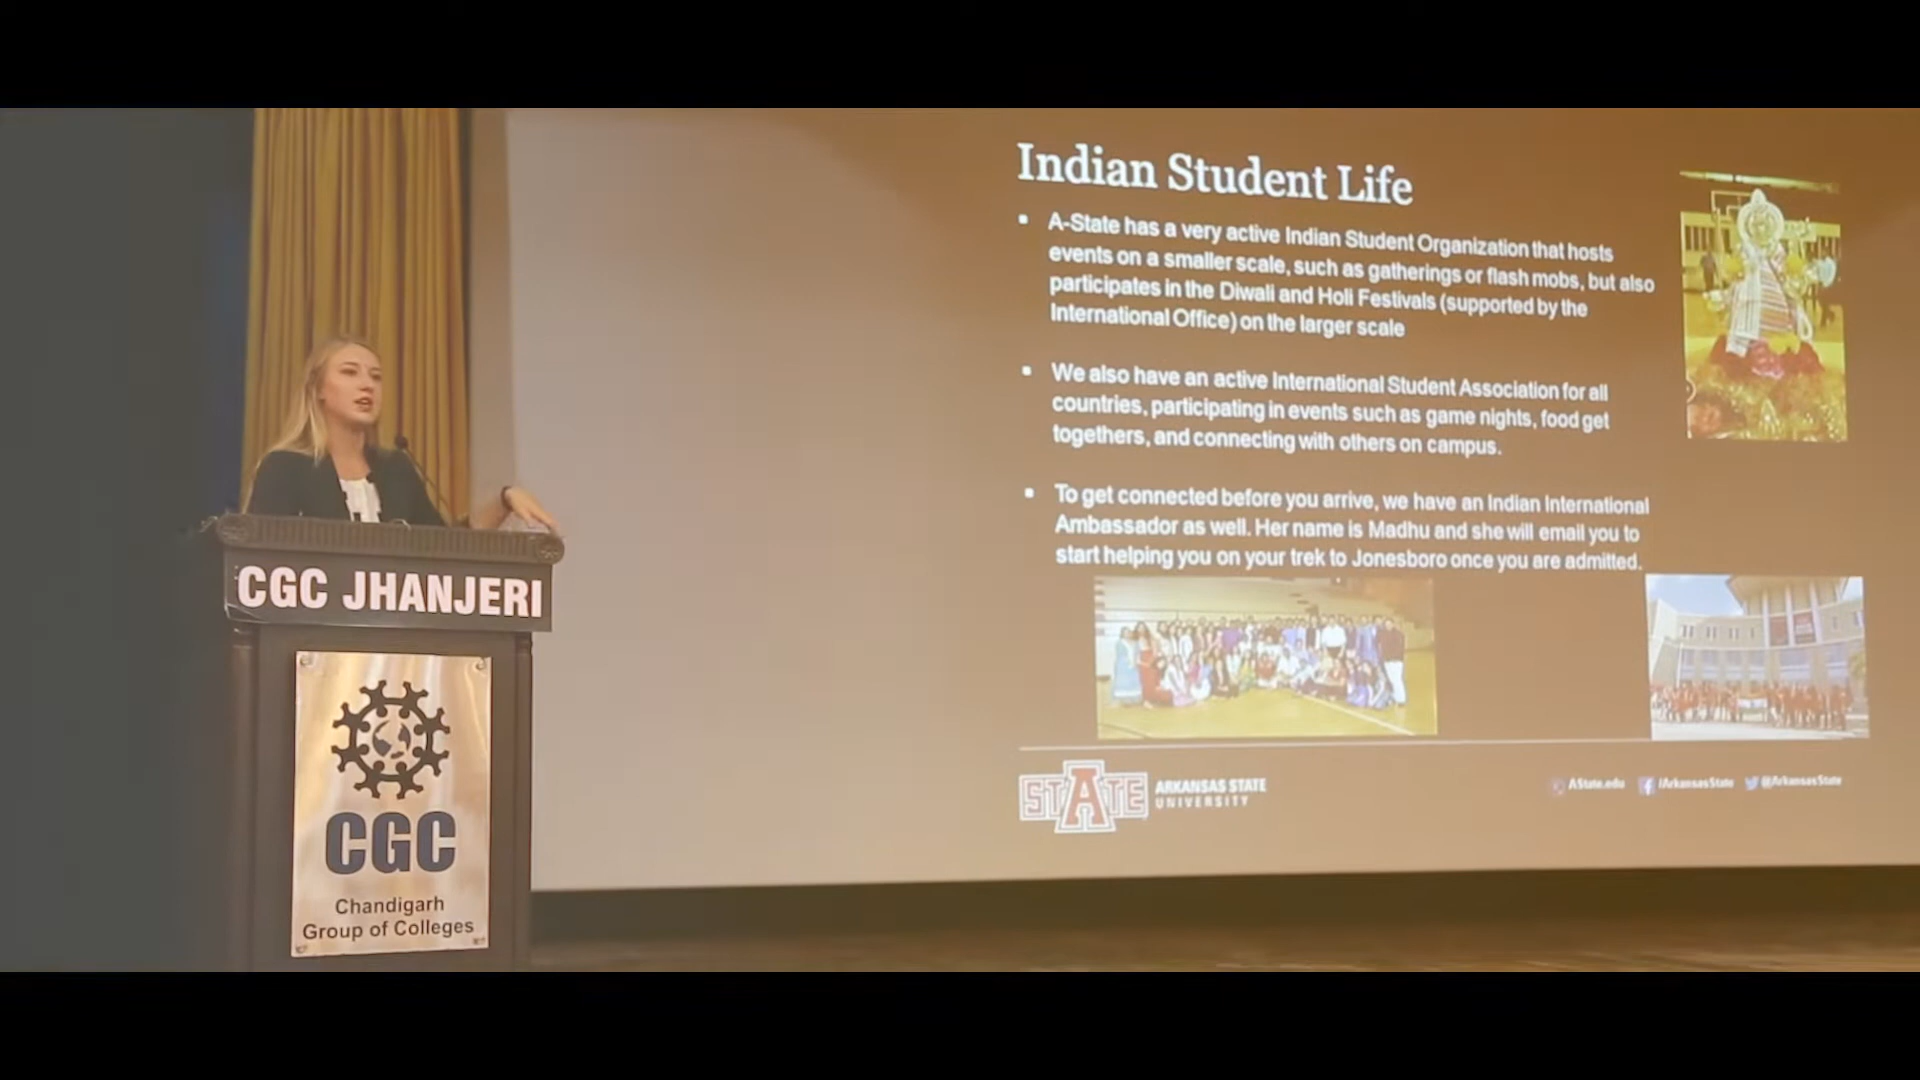 Indian Student Life
▪ A-State has a very active Indian Student Organization that hosts
events on a smaller scale, such as gatherings or flash mobs, but also
participates in the Diwali and Holi Festivals (supported by the
International Office) on the larger scale
▪ We also have an active International Student Association for all
countries, participating in events such as game nights, food get
togethers, and connecting with others on campus.
▪ To get connected before you arrive, we have an Indian International
Ambassador as well. Her name is Madhu and she will email you to
start helping you on your trek to Jonesboro once you are admitted.
STATE
ARKANSAS STATE
UNIVERSITY
AState.edu
/ArkansasState
@ArkansasState
CGC JHANJERI
CGC
Chandigarh
Group of Colleges